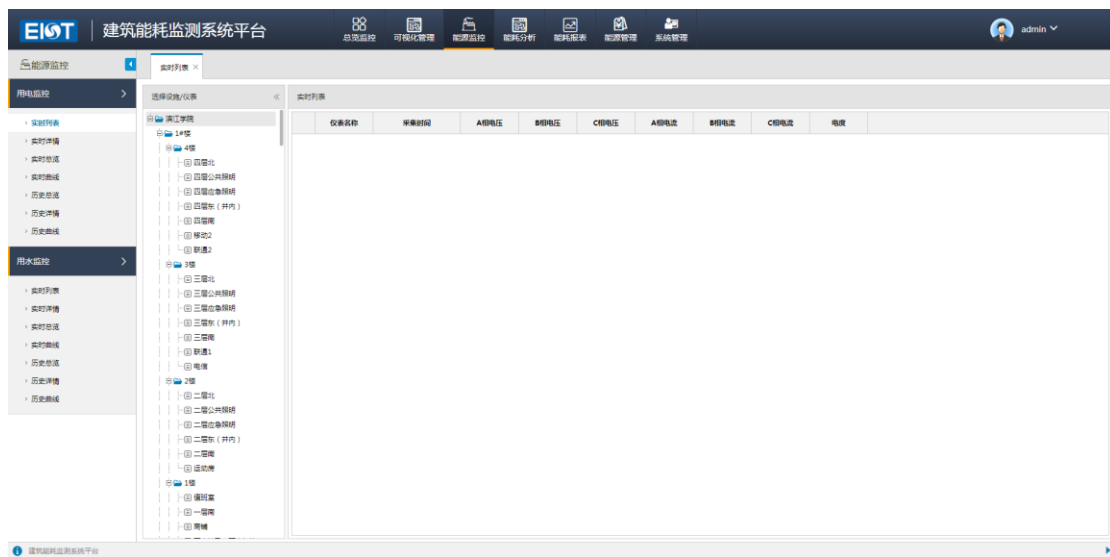 EIOT 建筑能耗监测系统平台
总览监控 可视化管理 能源监控 能耗分析 能耗报表 能源管理 系统管理
admin
能源监控
实时列表 ×
用电监控
实时列表
实时详情
实时总览
实时曲线
历史总览
历史详情
历史曲线
用水监控
实时列表
实时详情
实时总览
实时曲线
历史总览
历史详情
历史曲线
选择设施/仪表
滨江学院
1#楼
4楼
四层北
四层公共照明
四层应急照明
四层东（井内）
四层南
移动2
联通2
3楼
三层北
三层公共照明
三层应急照明
三层东（井内）
三层南
联通1
电信
2楼
二层北
二层公共照明
二层应急照明
二层东（井内）
二层南
运动房
1楼
值班室
一层南
商铺
实时列表
仪表名称 采集时间 A相电压 B相电压 C相电压 A相电流 B相电流 C相电流 电度
建筑能耗监测系统平台